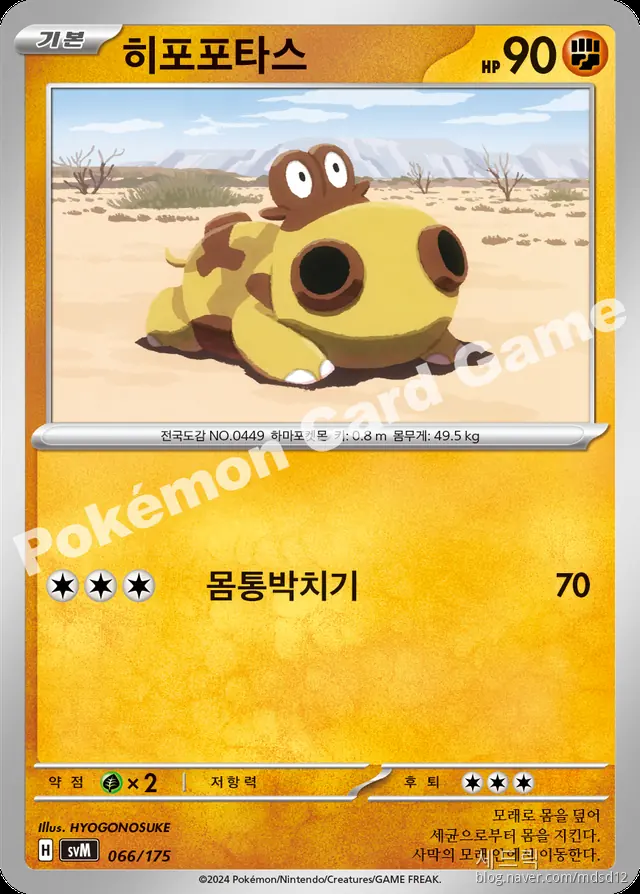 기본 히포포타스 HP 90
전국도감 NO.0449 하마포켓몬 키: 0.8 m 몸무게: 49.5 kg
Pokémon Card Game
몸통박치기 70
약점 ×2 저항력 후퇴
Illus. HYOGONOSUKE
H svM 066/175
모래로 몸을 덮어
세균으로부터 몸을 지킨다.
사막의 모래 안에서 이동한다.
©2024 Pokémon/Nintendo/Creatures/GAME FREAK.
blog.naver.com/mdsd12